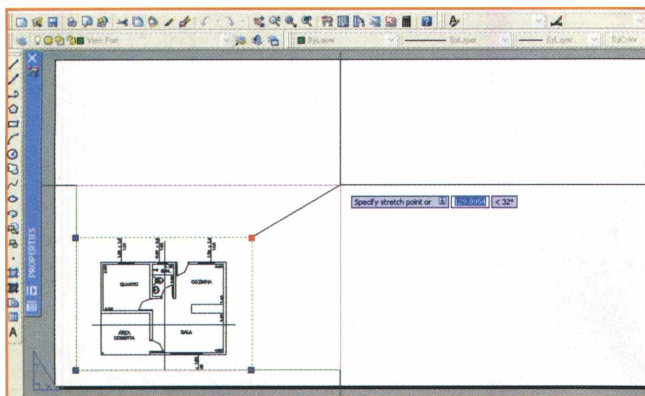 View Port
ByLayer
ByLayer
ByLayer
ByColor
PROPERTIES
A
Specify stretch point or
< 32°
QUARTO
COZINHA
ÁREA
COBERTA
SALA